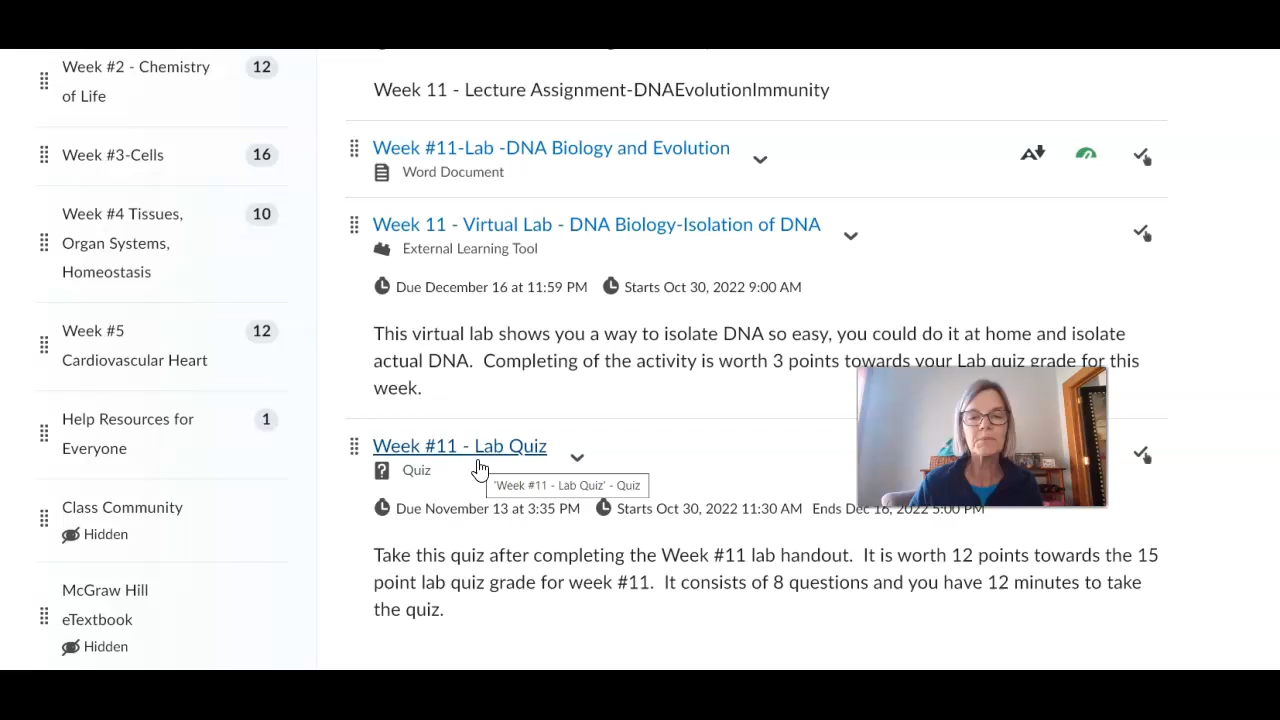 Week #2 - Chemistry
of Life
12
Week #3-Cells
16
Week #4 Tissues,
Organ Systems,
Homeostasis
10
Week #5
Cardiovascular Heart
12
Help Resources for
Everyone
1
Class Community
Hidden
McGraw Hill
eTextbook
Hidden
Week 11 - Lecture Assignment-DNAEvolutionImmunity
Week #11-Lab -DNA Biology and Evolution
Word Document
Week 11 - Virtual Lab - DNA Biology-Isolation of DNA
External Learning Tool
Due December 16 at 11:59 PM Starts Oct 30, 2022 9:00 AM
This virtual lab shows you a way to isolate DNA so easy, you could do it at home and isolate
actual DNA. Completing of the activity is worth 3 points towards your Lab quiz grade for this
week.
Week #11 - Lab Quiz
Quiz
'Week #11 - Lab Quiz' - Quiz
Due November 13 at 3:35 PM Starts Oct 30, 2022 11:30 AM Ends Dec 16, 2022 5:00 PM
Take this quiz after completing the Week #11 lab handout. It is worth 12 points towards the 15
point lab quiz grade for week #11. It consists of 8 questions and you have 12 minutes to take
the quiz.